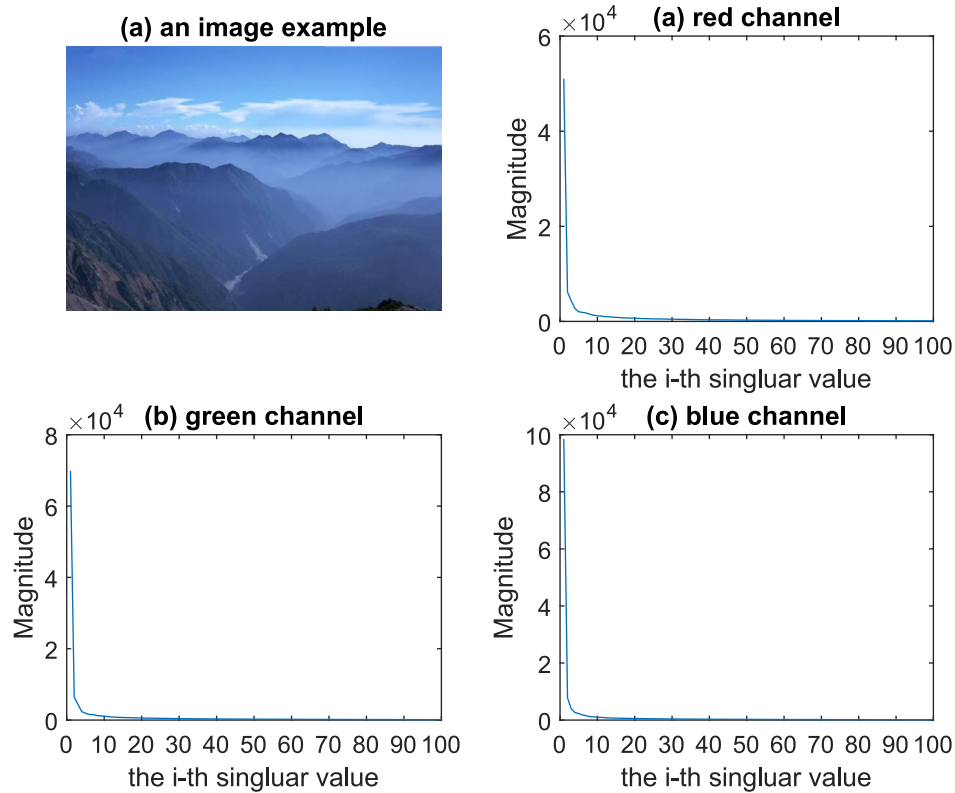 (a) an image example
(a) red channel
×10^4
6
4
2
0
Magnitude
0 10 20 30 40 50 60 70 80 90 100
the i-th singluar value
(b) green channel
×10^4
8
6
4
2
0
Magnitude
0 10 20 30 40 50 60 70 80 90 100
the i-th singluar value
(c) blue channel
×10^4
10
8
6
4
2
0
Magnitude
0 10 20 30 40 50 60 70 80 90 100
the i-th singluar value